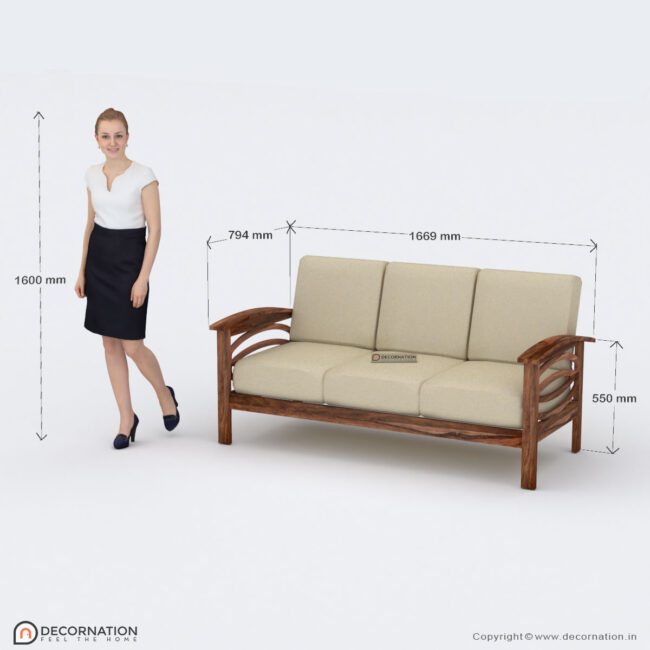 794 mm
1669 mm
1600 mm
DECORNATION
550 mm
DECORNATION
FEEL THE HOME
Copyright © www.decornation.in